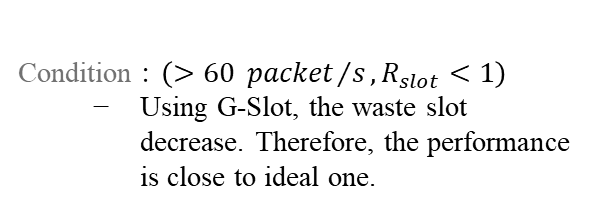 Condition : (> 60 packet/s, R_slot < 1)
− Using G-Slot, the waste slot
decrease. Therefore, the performance
is close to ideal one.